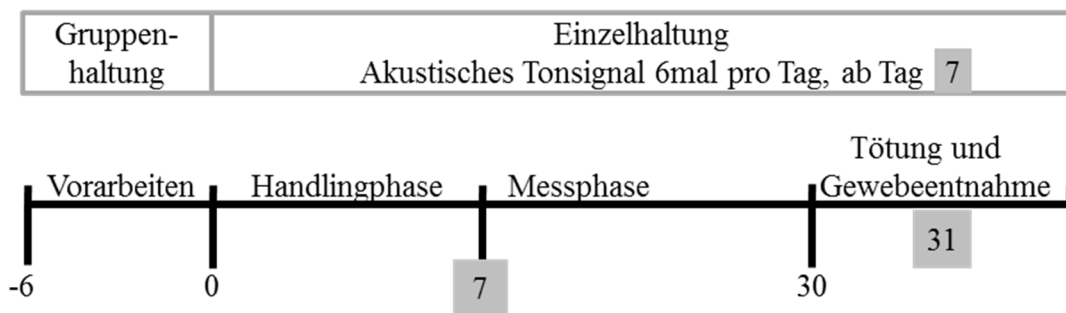 Gruppen-
haltung
Einzelhaltung
Akustisches Tonsignal 6mal pro Tag, ab Tag 7
Tötung und
Vorarbeiten Handlingphase Messphase Gewebeentnahme
31
-6 0 7 30